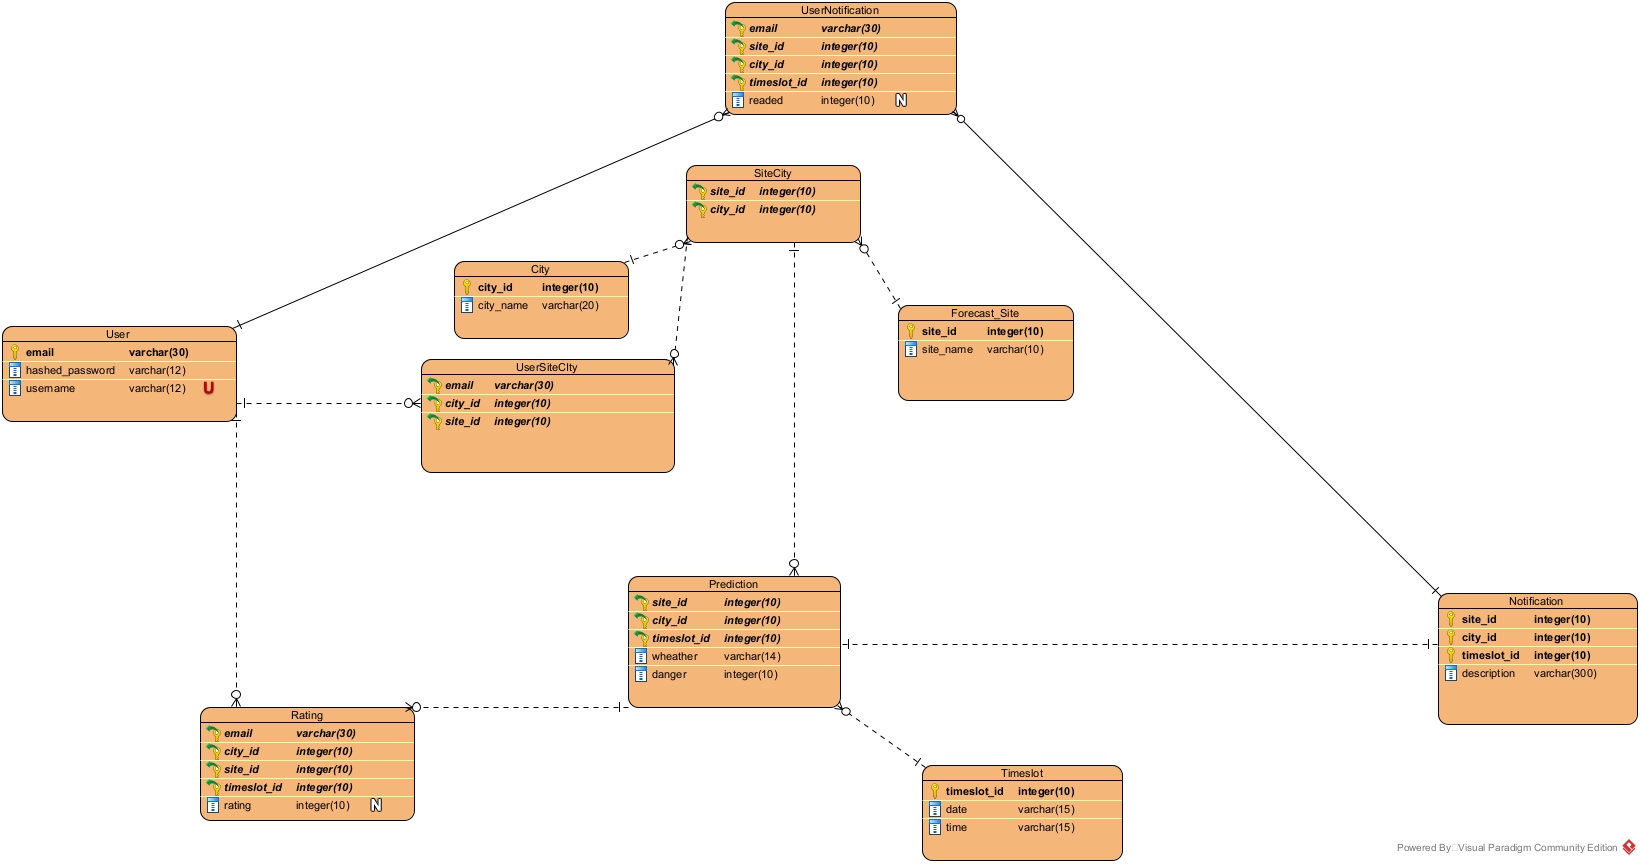 UserNotification
email varchar(30)
site_id integer(10)
city_id integer(10)
timeslot_id integer(10)
readed integer(10) N
SiteCity
site_id integer(10)
city_id integer(10)
City
city_id integer(10)
city_name varchar(20)
Forecast_Site
site_id integer(10)
site_name varchar(10)
User
email varchar(30)
hashed_password varchar(12)
username varchar(12) U
UserSiteCIty
email varchar(30)
city_id integer(10)
site_id integer(10)
Prediction
site_id integer(10)
city_id integer(10)
timeslot_id integer(10)
wheather varchar(14)
danger integer(10)
Notification
site_id integer(10)
city_id integer(10)
timeslot_id integer(10)
description varchar(300)
Rating
email varchar(30)
city_id integer(10)
site_id integer(10)
timeslot_id integer(10)
rating integer(10) N
Timeslot
timeslot_id integer(10)
date varchar(15)
time varchar(15)
Powered By Visual Paradigm Community Edition